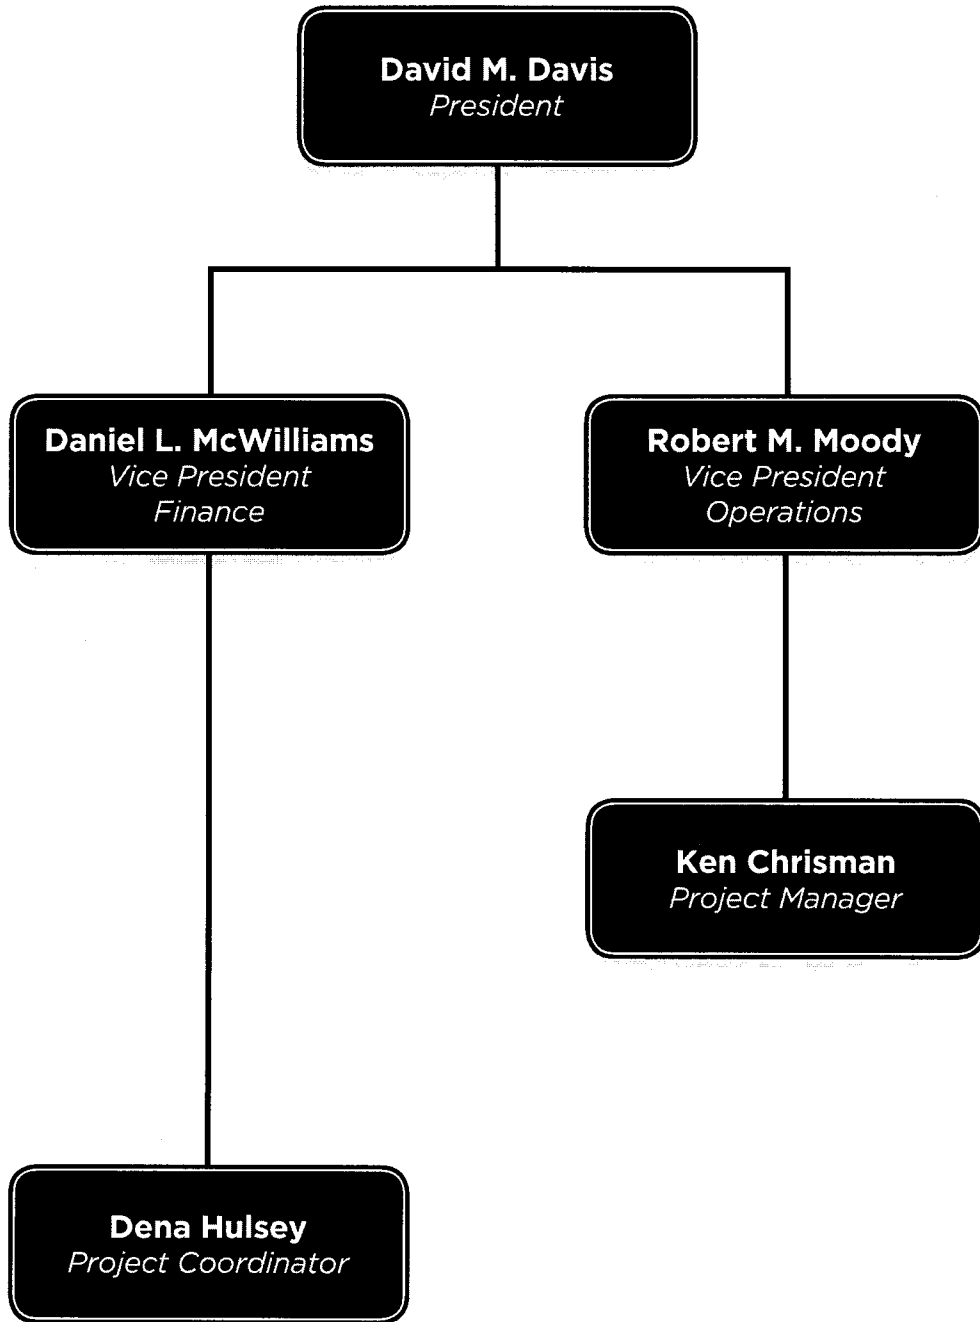 David M. Davis
President
Daniel L. McWilliams
Vice President
Finance
Robert M. Moody
Vice President
Operations
Ken Chrisman
Project Manager
Dena Hulsey
Project Coordinator